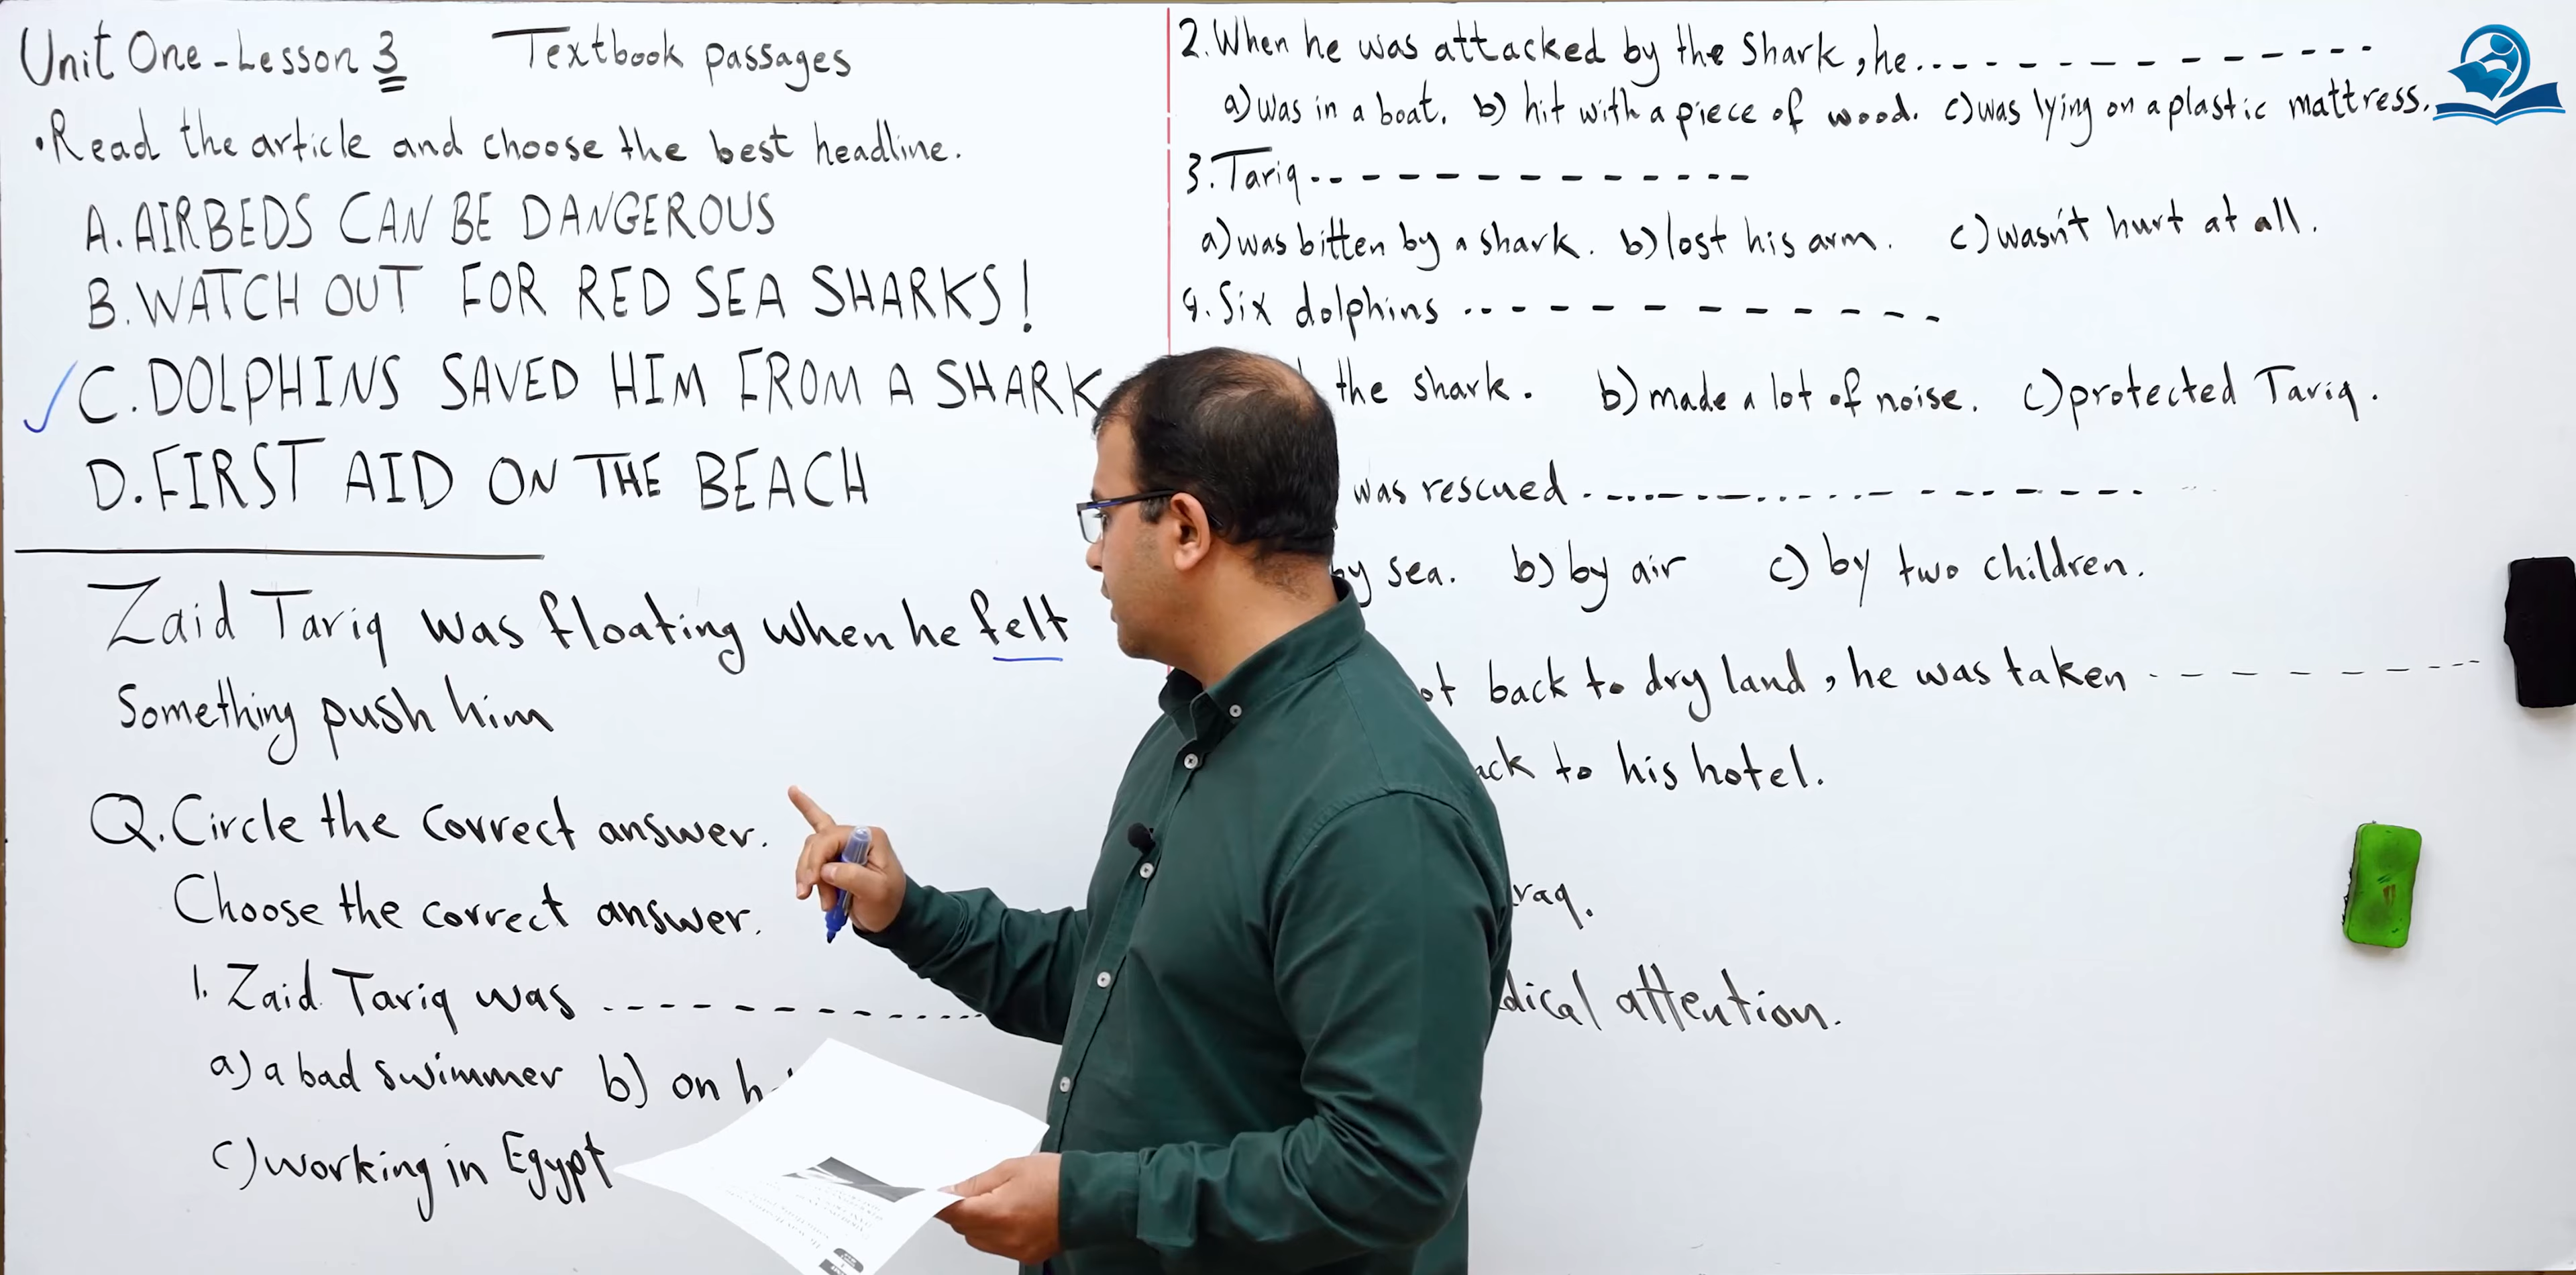 Unit One - Lesson 3 Textbook passages
• Read the article and choose the best headline.
A. AIRBEDS CAN BE DANGEROUS
B. WATCH OUT FOR RED SEA SHARKS!
✓ C. DOLPHINS SAVED HIM FROM A SHARK
D. FIRST AID ON THE BEACH
Zaid Tariq was floating when he felt
Something push him
Q. Circle the correct answer.
Choose the correct answer.
1. Zaid Tariq was ............
a) a bad swimmer b) on
c) working in Egypt
2. When he was attacked by the Shark, he ............
a) was in a boat. b) hit with a piece of wood. c) was lying on a plastic mattress.
3. Tariq ............
a) was bitten by a shark. b) lost his arm. c) wasn't hurt at all.
4. Six dolphins ............
the shark. b) made a lot of noise. c) protected Tariq.
was rescued ............
by sea. b) by air c) by two children.
back to dry land, he was taken ............
to his hotel.
attention.